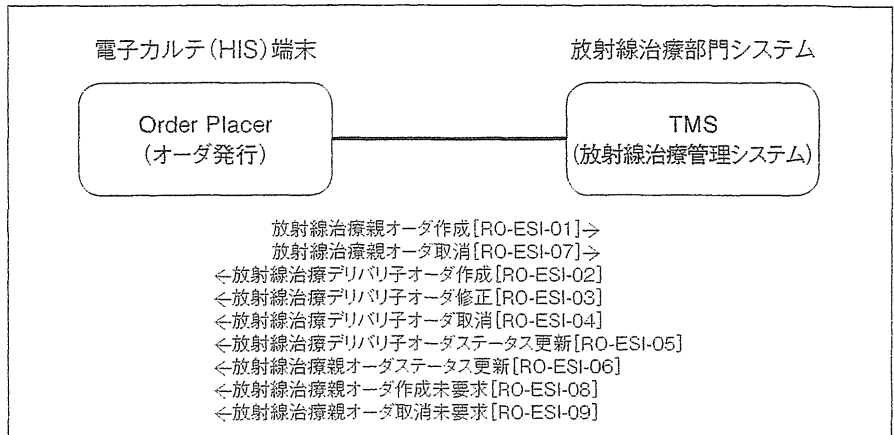 電子カルテ(HIS)端末
放射線治療部門システム
Order Placer
(オーダ発行)
TMS
(放射線治療管理システム)
放射線治療親オーダ作成[RO-ESI-01]→
放射線治療親オーダ取消[RO-ESI-07]→
←放射線治療デリバリ子オーダ作成[RO-ESI-02]
←放射線治療デリバリ子オーダ修正[RO-ESI-03]
←放射線治療デリバリ子オーダ取消[RO-ESI-04]
←放射線治療デリバリ子オーダステータス更新[RO-ESI-05]
←放射線治療親オーダステータス更新[RO-ESI-06]
←放射線治療親オーダ作成未要求[RO-ESI-08]
←放射線治療親オーダ取消未要求[RO-ESI-09]